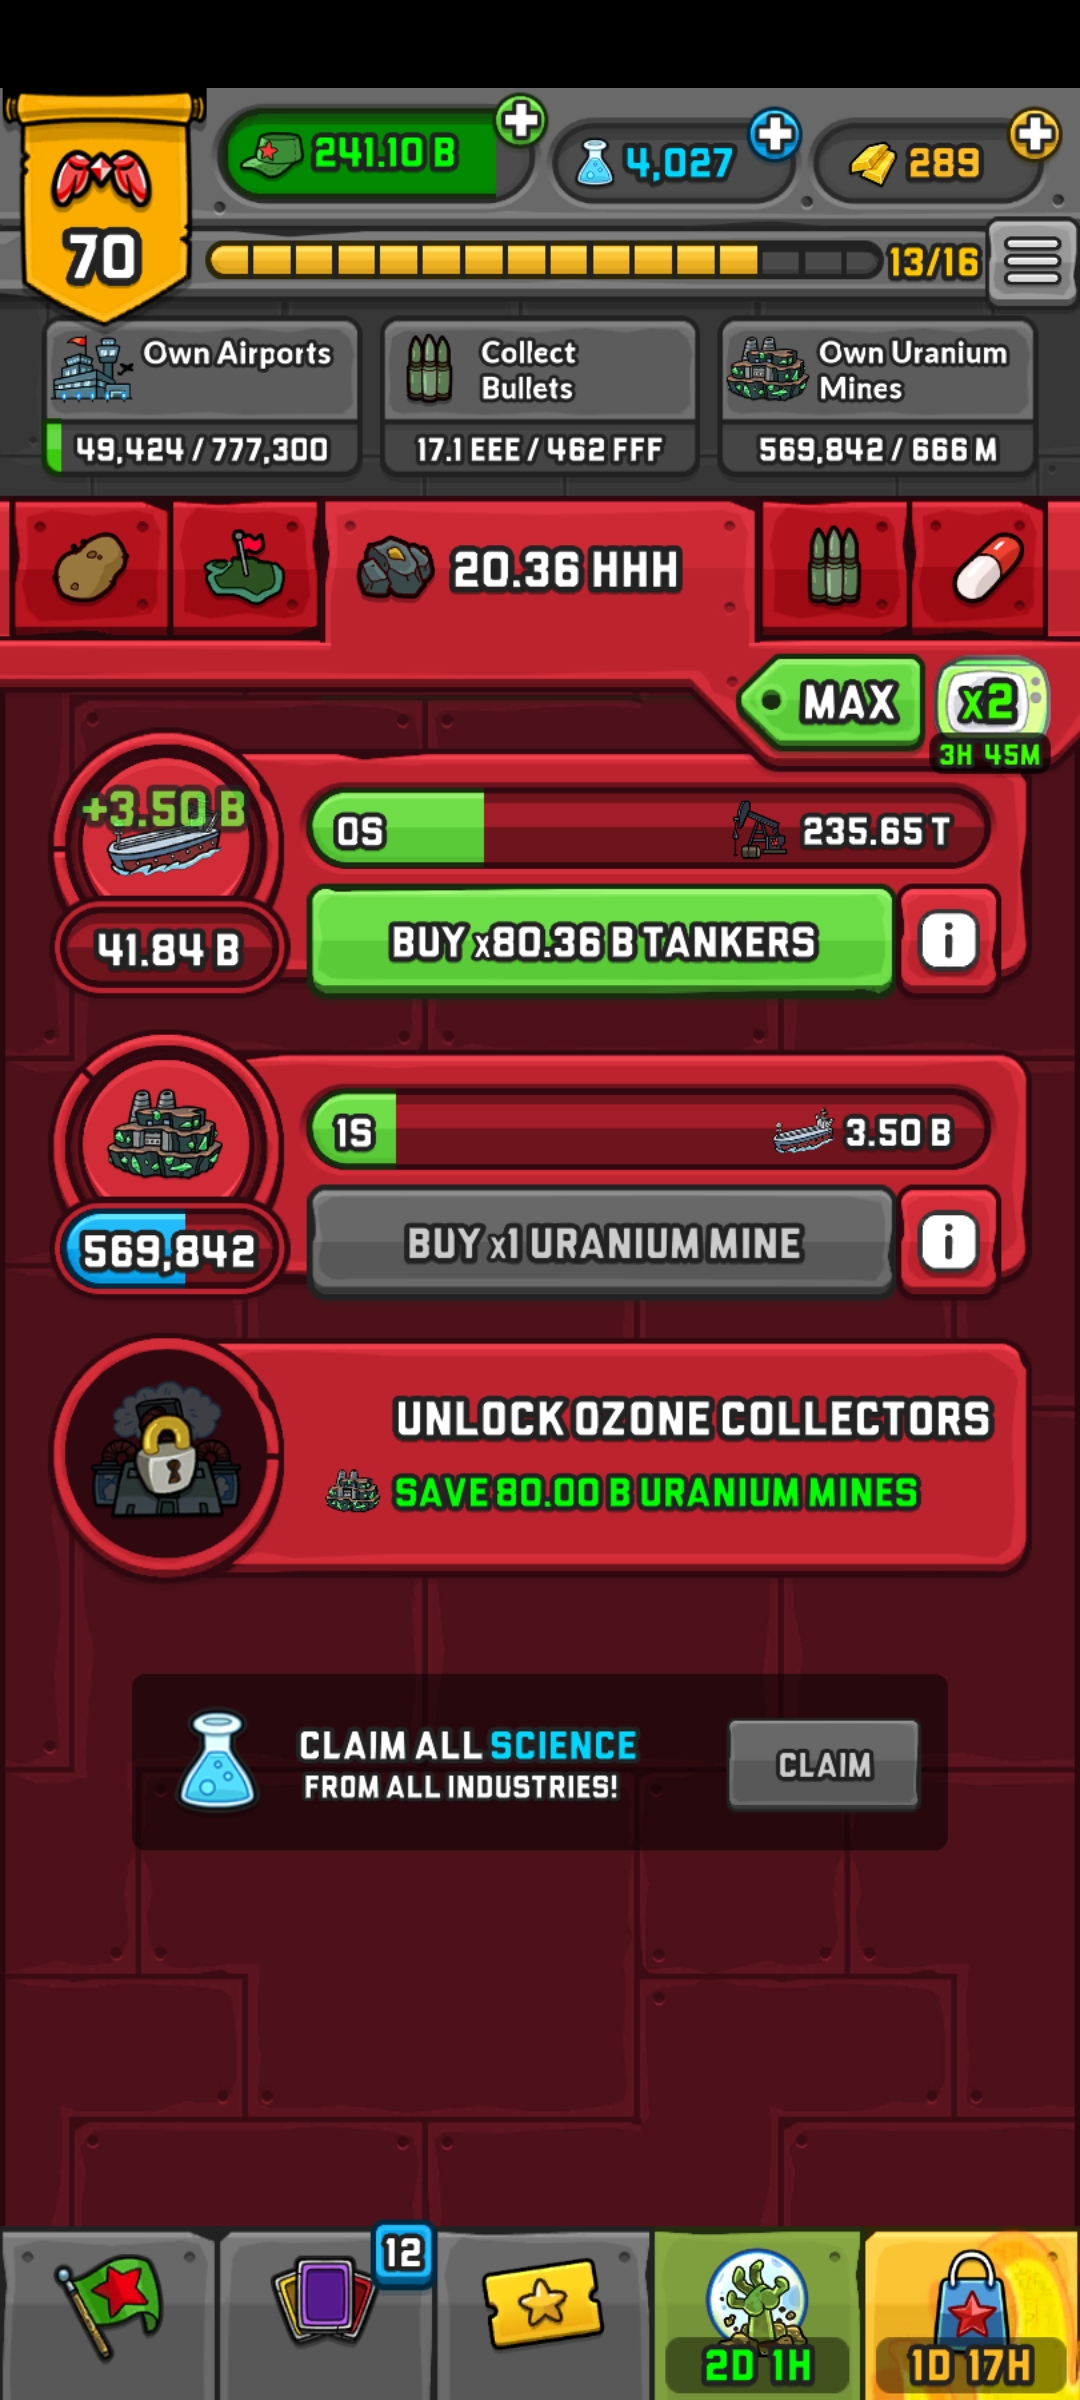 241.10 B
4,027
289
70
13/16
Own Airports
49,424 / 777,300
Collect
Bullets
17.1 EEE / 462 FFF
Own Uranium
Mines
569,842 / 666 M
20.36 HHH
MAX
x2
3H 45M
+3.50 B
0S
235.65 T
41.84 B
BUY x80.36 B TANKERS
i
1S
3.50 B
569,842
BUY x1 URANIUM MINE
i
UNLOCK OZONE COLLECTORS
SAVE 80.00 B URANIUM MINES
CLAIM ALL SCIENCE
FROM ALL INDUSTRIES!
CLAIM
12
2D 1H
1D 17H